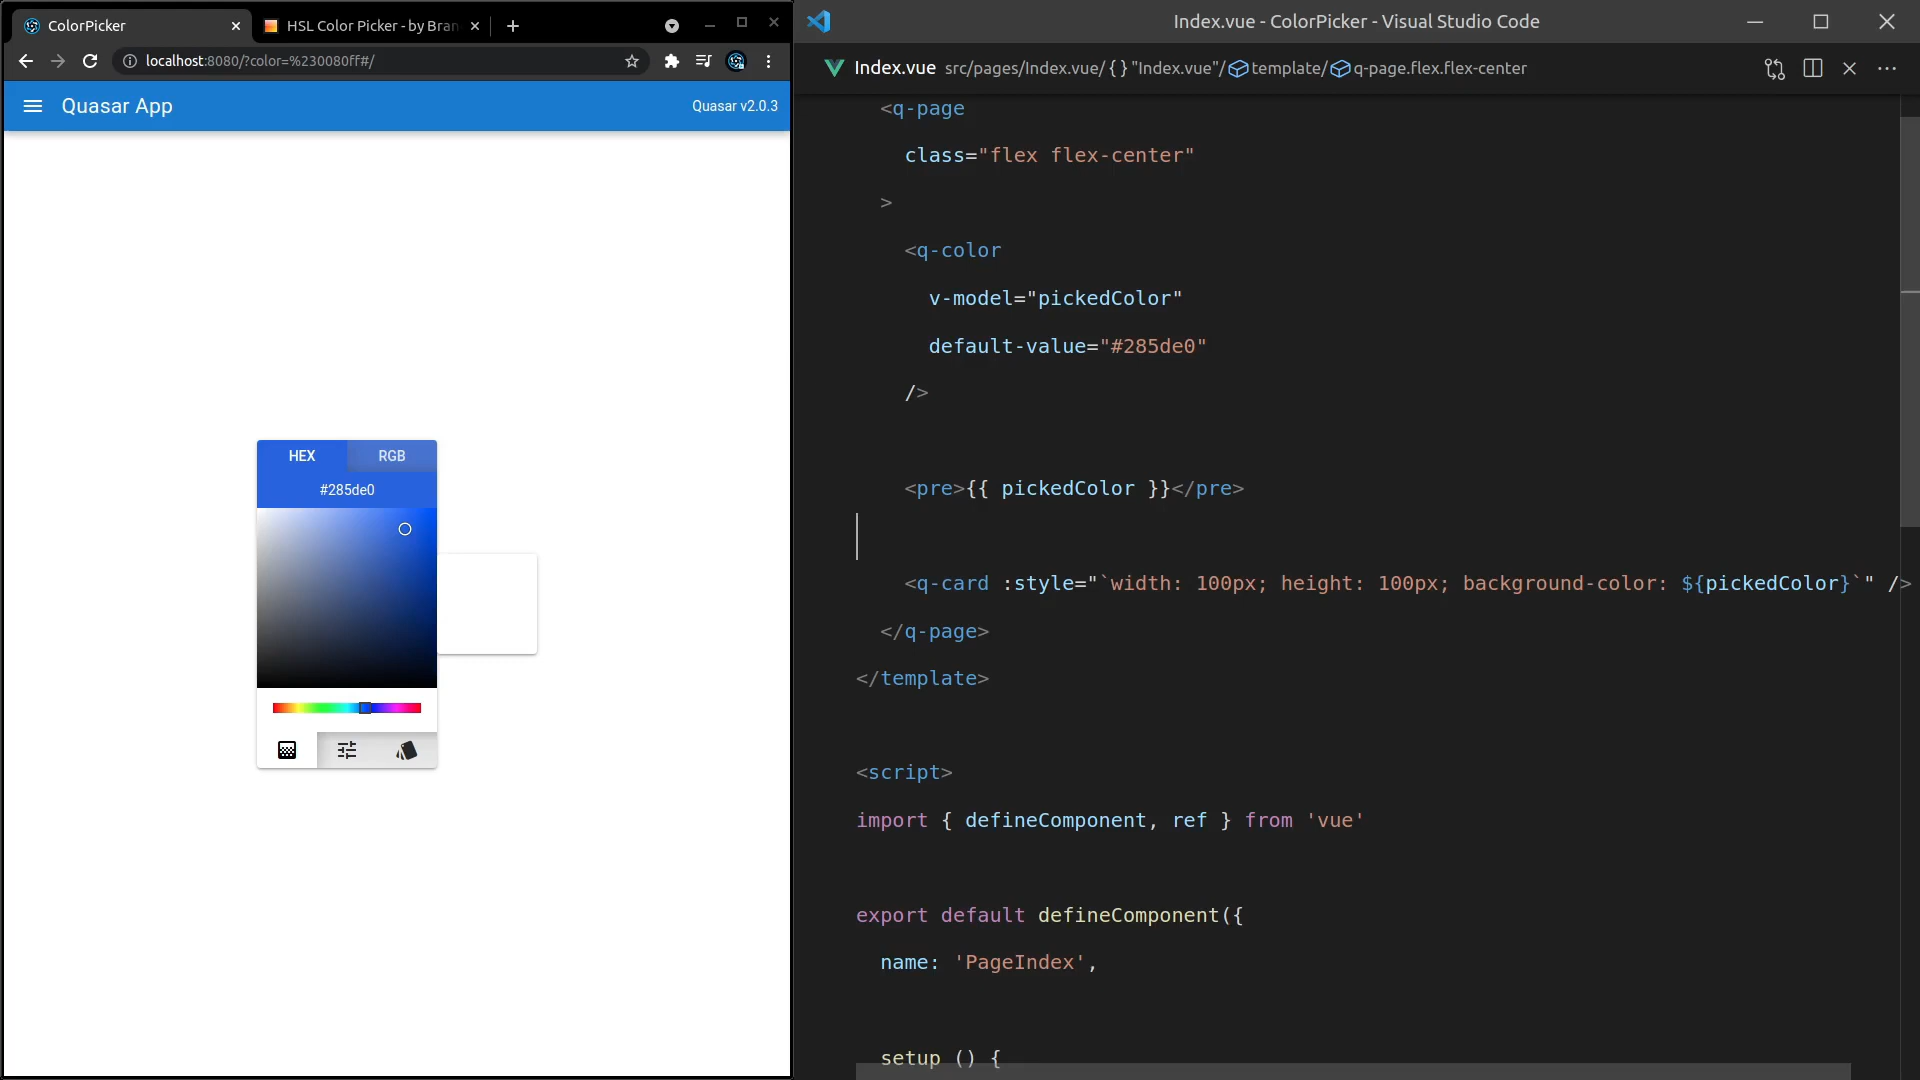 ColorPicker
HSL Color Picker - by Bran
localhost:8080/?color=%230080ff#/
Quasar App
Quasar v2.0.3
HEX
RGB
#285de0
Index.vue - ColorPicker - Visual Studio Code
Index.vue src/pages/Index.vue/{}"Index.vue"/template/q-page.flex.flex-center
<q-page
class="flex flex-center"
>
<q-color
v-model="pickedColor"
default-value="#285de0"
/>
<pre>{{ pickedColor }}</pre>
<q-card :style="`width: 100px; height: 100px; background-color: ${pickedColor}`" />
</q-page>
</template>
<script>
import { defineComponent, ref } from 'vue'
export default defineComponent({
name: 'PageIndex',
setup () {